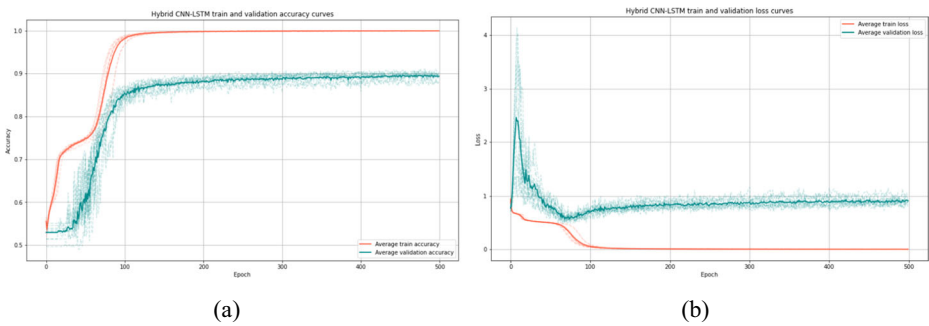 Hybrid CNN-LSTM train and validation accuracy curves
1.0
0.9
0.8
0.7
0.6
0.5
Accuracy
0
100
200
300
400
500
Epoch
Average train accuracy
Average validation accuracy
(a)
Hybrid CNN-LSTM train and validation loss curves
4
3
2
1
0
Loss
0
100
200
300
400
500
Epoch
Average train loss
Average validation loss
(b)